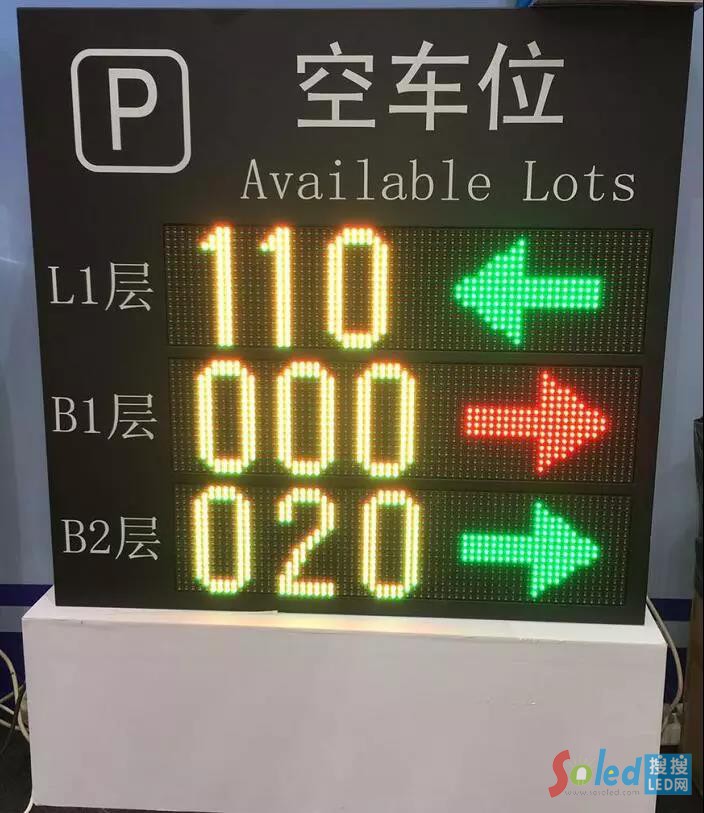 P
空车位
Available Lots
L1层 110
B1层 000
B2层 020
Soled 搜搜LED网